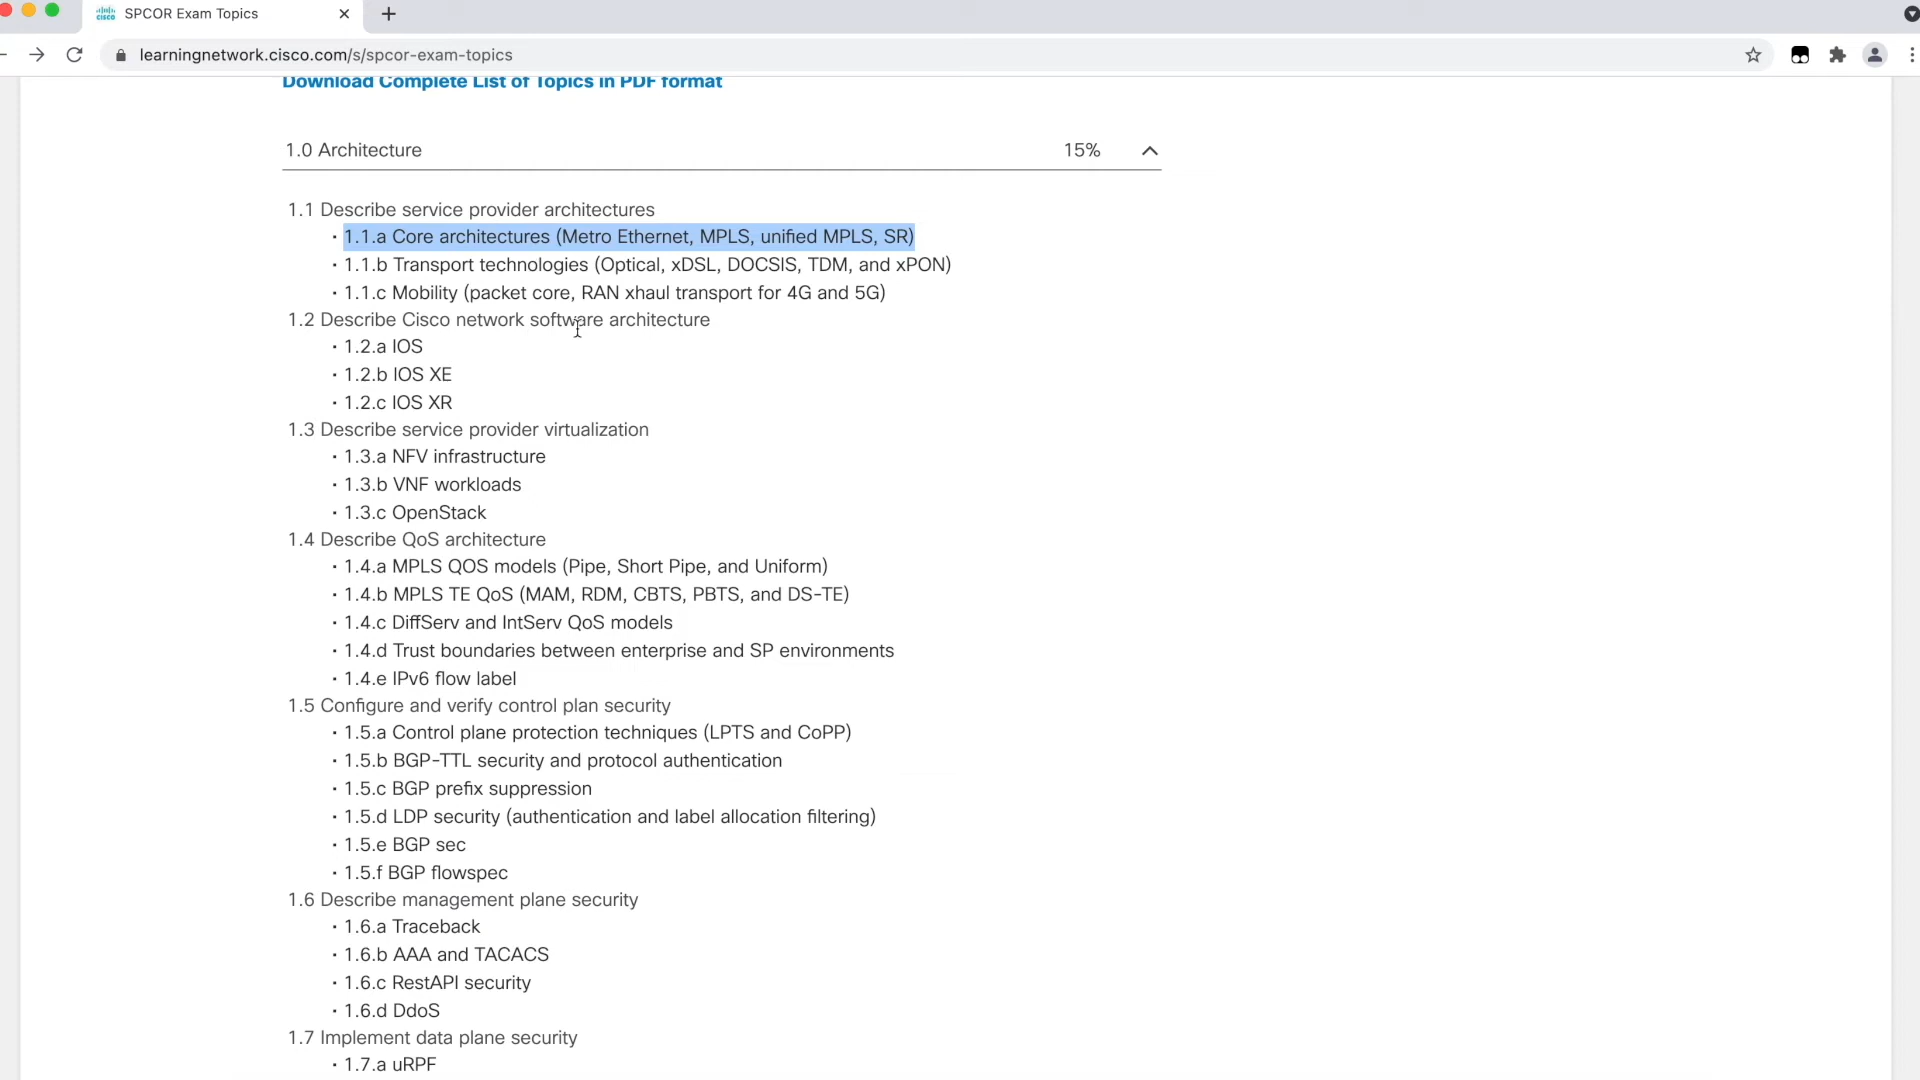 SPCOR Exam Topics
learningnetwork.cisco.com/s/spcor-exam-topics
Download Complete List of Topics in PDF format
1.0 Architecture 15%
1.1 Describe service provider architectures
· 1.1.a Core architectures (Metro Ethernet, MPLS, unified MPLS, SR)
· 1.1.b Transport technologies (Optical, xDSL, DOCSIS, TDM, and xPON)
· 1.1.c Mobility (packet core, RAN xhaul transport for 4G and 5G)
1.2 Describe Cisco network software architecture
· 1.2.a IOS
· 1.2.b IOS XE
· 1.2.c IOS XR
1.3 Describe service provider virtualization
· 1.3.a NFV infrastructure
· 1.3.b VNF workloads
· 1.3.c OpenStack
1.4 Describe QoS architecture
· 1.4.a MPLS QOS models (Pipe, Short Pipe, and Uniform)
· 1.4.b MPLS TE QoS (MAM, RDM, CBTS, PBTS, and DS-TE)
· 1.4.c DiffServ and IntServ QoS models
· 1.4.d Trust boundaries between enterprise and SP environments
· 1.4.e IPv6 flow label
1.5 Configure and verify control plan security
· 1.5.a Control plane protection techniques (LPTS and CoPP)
· 1.5.b BGP-TTL security and protocol authentication
· 1.5.c BGP prefix suppression
· 1.5.d LDP security (authentication and label allocation filtering)
· 1.5.e BGP sec
· 1.5.f BGP flowspec
1.6 Describe management plane security
· 1.6.a Traceback
· 1.6.b AAA and TACACS
· 1.6.c RestAPI security
· 1.6.d DdoS
1.7 Implement data plane security
· 1.7.a uRPF